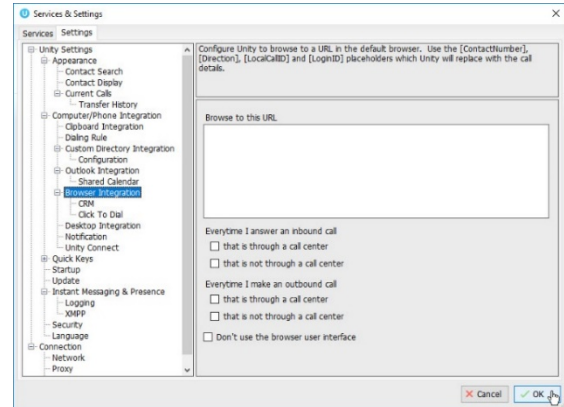 Services & Settings
Services Settings
Unity Settings
Appearance
Contact Search
Contact Display
Current Calls
Transfer History
Computer/Phone Integration
Clipboard Integration
Dialing Rule
Custom Directory Integration
Configuration
Outlook Integration
Shared Calendar
Browser Integration
CRM
Click To Dial
Desktop Integration
Notification
Unity Connect
Quick Keys
Startup
Update
Instant Messaging & Presence
Logging
XMPP
Security
Language
Connection
Network
Proxy
Configure Unity to browse to a URL in the default browser. Use the [ContactNumber],
[Direction], [LocalCallID] and [LoginID] placeholders which Unity will replace with the call
details.
Browse to this URL
Everytime I answer an inbound call
that is through a call center
that is not through a call center
Everytime I make an outbound call
that is through a call center
that is not through a call center
Don't use the browser user interface
Cancel OK